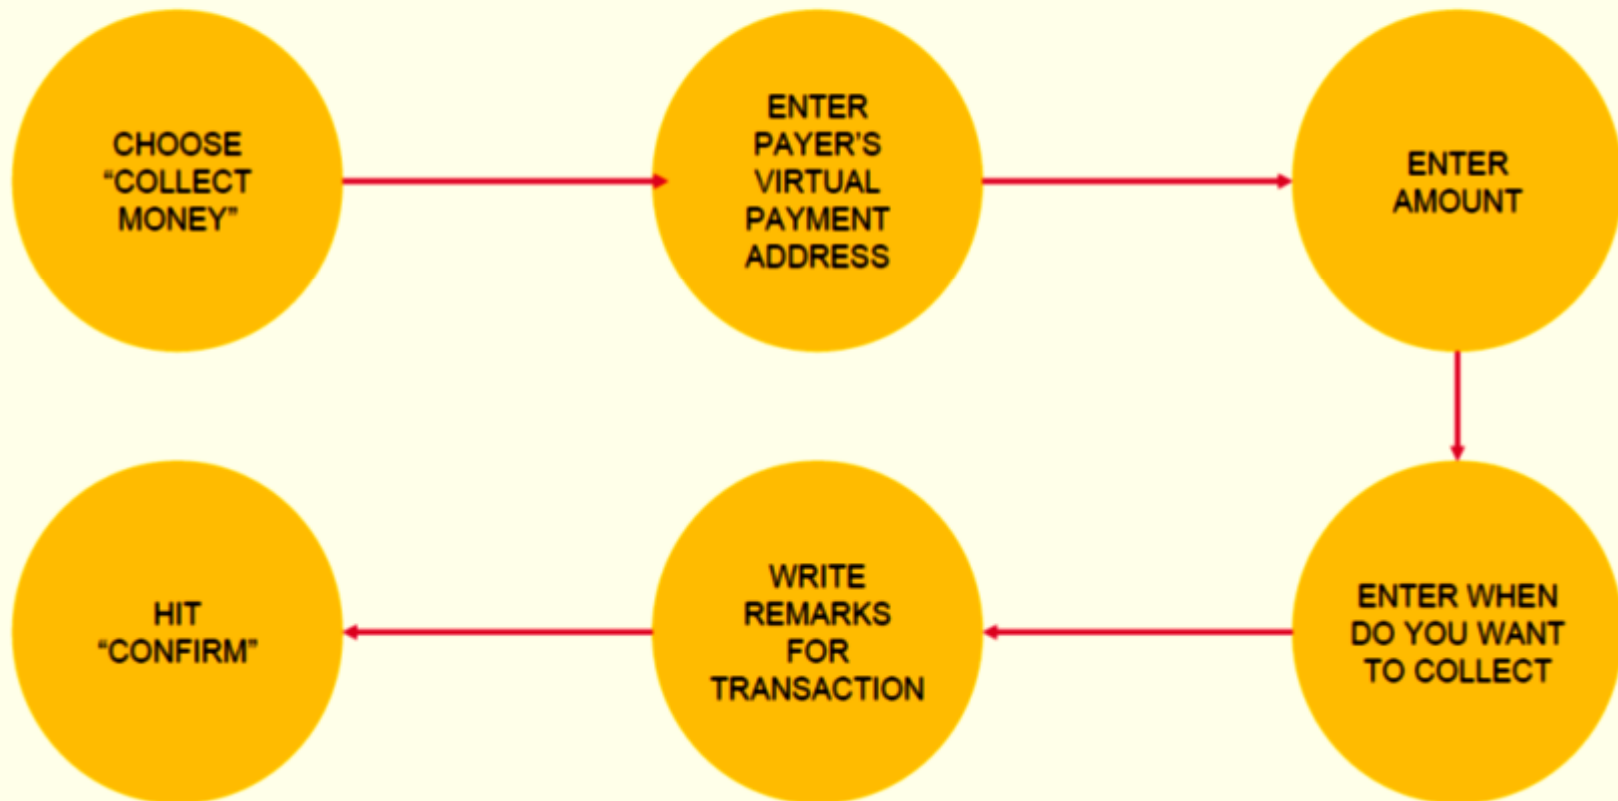 CHOOSE
“COLLECT
MONEY”
ENTER
PAYER’S
VIRTUAL
PAYMENT
ADDRESS
ENTER
AMOUNT
ENTER WHEN
DO YOU WANT
TO COLLECT
WRITE
REMARKS
FOR
TRANSACTION
HIT
“CONFIRM”